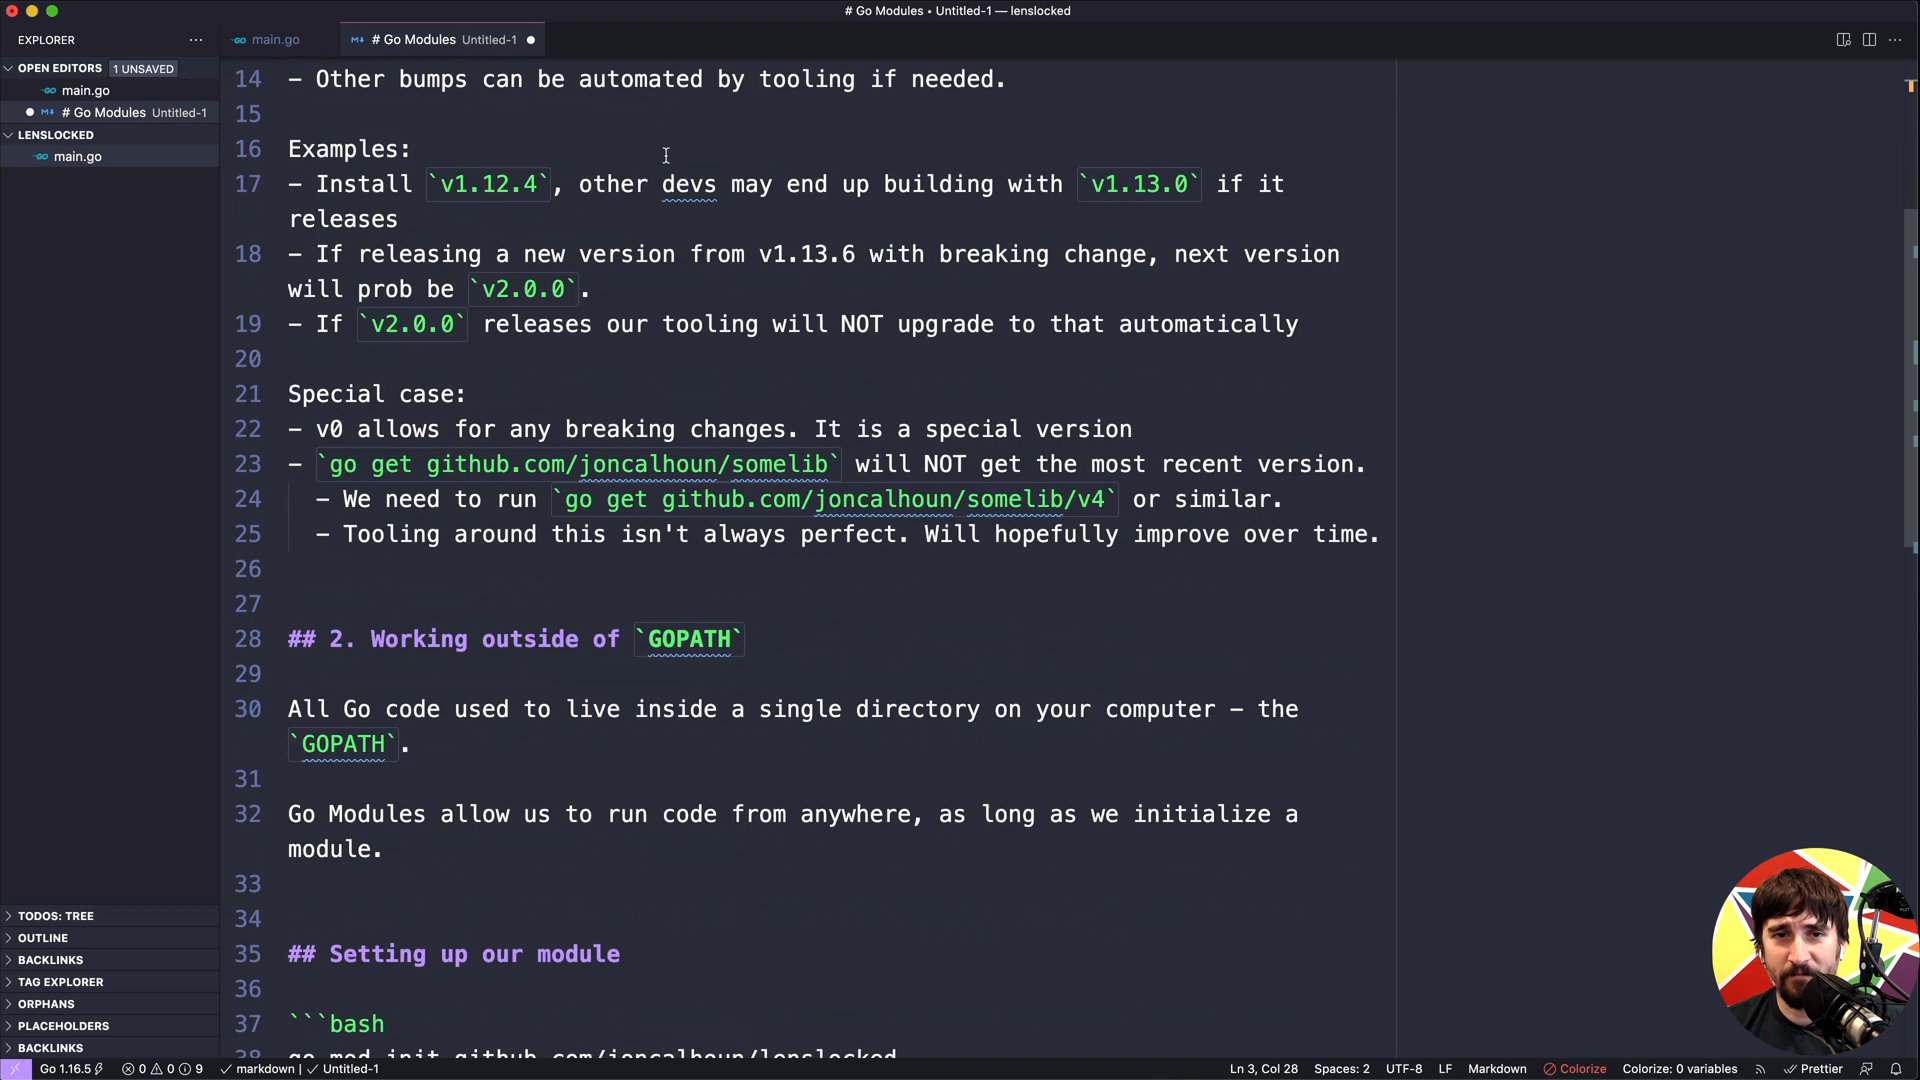 # Go Modules • Untitled-1 — lenslocked
EXPLORER
main.go
# Go Modules Untitled-1
OPEN EDITORS 1 UNSAVED
main.go
# Go Modules Untitled-1
LENSLOCKED
main.go
TODOS: TREE
OUTLINE
BACKLINKS
TAG EXPLORER
ORPHANS
PLACEHOLDERS
BACKLINKS
14 - Other bumps can be automated by tooling if needed.
15
16 Examples:
17 - Install `v1.12.4`, other devs may end up building with `v1.13.0` if it
releases
18 - If releasing a new version from v1.13.6 with breaking change, next version
will prob be `v2.0.0`.
19 - If `v2.0.0` releases our tooling will NOT upgrade to that automatically
20
21 Special case:
22 - v0 allows for any breaking changes. It is a special version
23 - `go get github.com/joncalhoun/somelib` will NOT get the most recent version.
24 - We need to run `go get github.com/joncalhoun/somelib/v4` or similar.
25 - Tooling around this isn't always perfect. Will hopefully improve over time.
26
27
28 ## 2. Working outside of `GOPATH`
29
30 All Go code used to live inside a single directory on your computer - the
`GOPATH`.
31
32 Go Modules allow us to run code from anywhere, as long as we initialize a
module.
33
34
35 ## Setting up our module
36
37 ```bash
38 go mod init github.com/joncalhoun/lenslocked
Go 1.16.5 0 0 9 markdown | Untitled-1 Ln 3, Col 28 Spaces: 2 UTF-8 LF Markdown Colorize Colorize: 0 variables Prettier